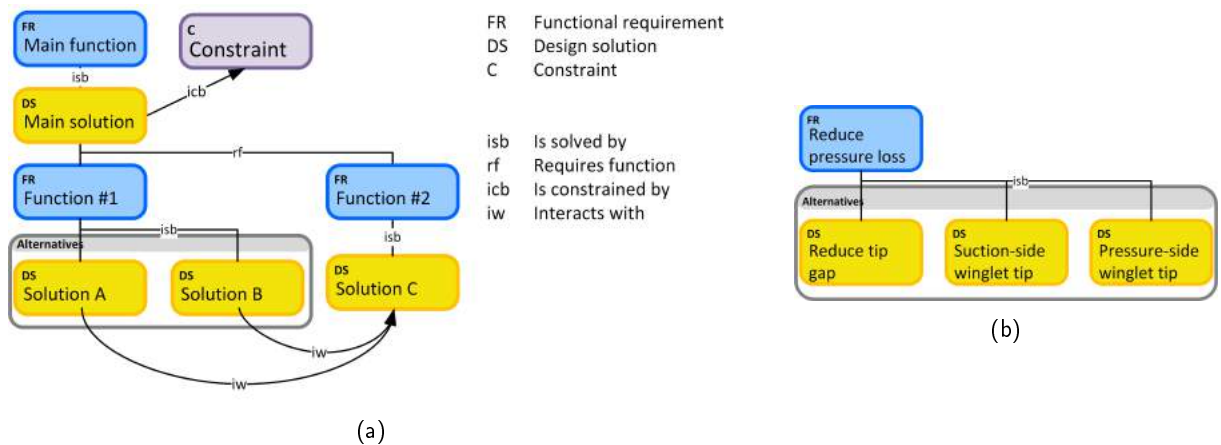 FR
Main function
C
Constraint
isb
icb
DS
Main solution
rf
FR
Function #1
FR
Function #2
isb
isb
Alternatives
DS
Solution A
DS
Solution B
DS
Solution C
iw
iw
(a)
FR Functional requirement
DS Design solution
C Constraint
isb Is solved by
rf Requires function
icb Is constrained by
iw Interacts with
FR
Reduce
pressure loss
isb
Alternatives
DS
Reduce tip
gap
DS
Suction-side
winglet tip
DS
Pressure-side
winglet tip
(b)